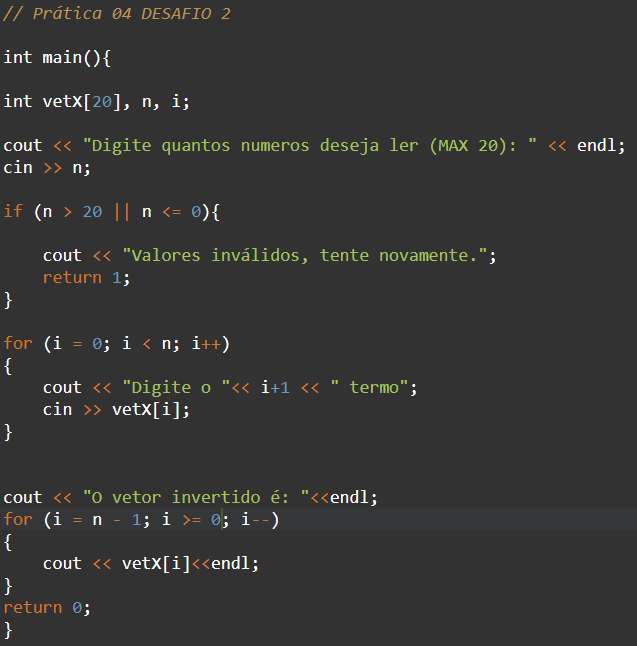 // Prática 04 DESAFIO 2
int main(){
int vetX[20], n, i;
cout << "Digite quantos numeros deseja ler (MAX 20): " << endl;
cin >> n;
if (n > 20 || n <= 0){
    cout << "Valores inválidos, tente novamente.";
    return 1;
}
for (i = 0; i < n; i++)
{
    cout << "Digite o "<< i+1 << " termo";
    cin >> vetX[i];
}
cout << "O vetor invertido é: "<<endl;
for (i = n - 1; i >= 0; i--)
{
    cout << vetX[i]<<endl;
}
return 0;
}